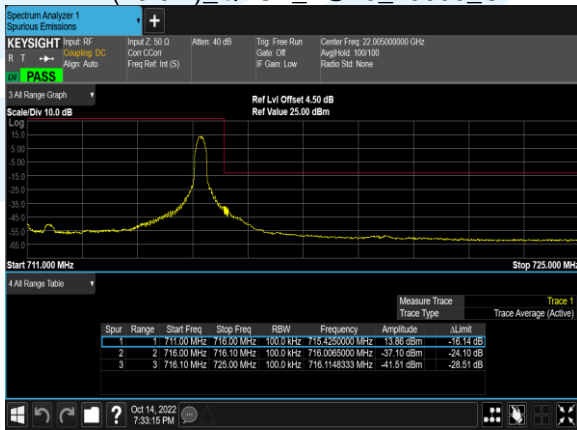 Spectrum Analyzer 1
Spurious Emissions
KEYSIGHT
R T
LXI
PASS
Input: RF
Coupling: DC
Align: Auto
Input Z: 50 Ω
Corr CCorr
Freq Ref: Int (S)
Atten: 40 dB
Trig: Free Run
Gate: Off
IF Gain: Low
Center Freq: 22.005000000 GHz
Avg|Hold: 100/100
Radio Std: None
3 All Range Graph
Scale/Div 10.0 dB
Ref Lvl Offset 4.50 dB
Ref Value 25.00 dBm
Log
15.0
5.00
-5.00
-15.0
-25.0
-35.0
-45.0
-55.0
-65.0
Start 711.000 MHz
Stop 725.000 MHz
4 All Range Table
Measure Trace Trace 1
Trace Type Trace Average (Active)
Spur Range Start Freq Stop Freq RBW Frequency Amplitude ΔLimit
1 1 711.00 MHz 716.00 MHz 100.0 kHz 715.4250000 MHz 13.86 dBm -16.14 dB
2 2 716.00 MHz 716.10 MHz 100.0 kHz 716.0065000 MHz -37.10 dBm -24.10 dB
3 3 716.10 MHz 725.00 MHz 100.0 kHz 716.1148333 MHz -41.51 dBm -28.51 dB
?
Oct 14, 2022
7:33:15 PM